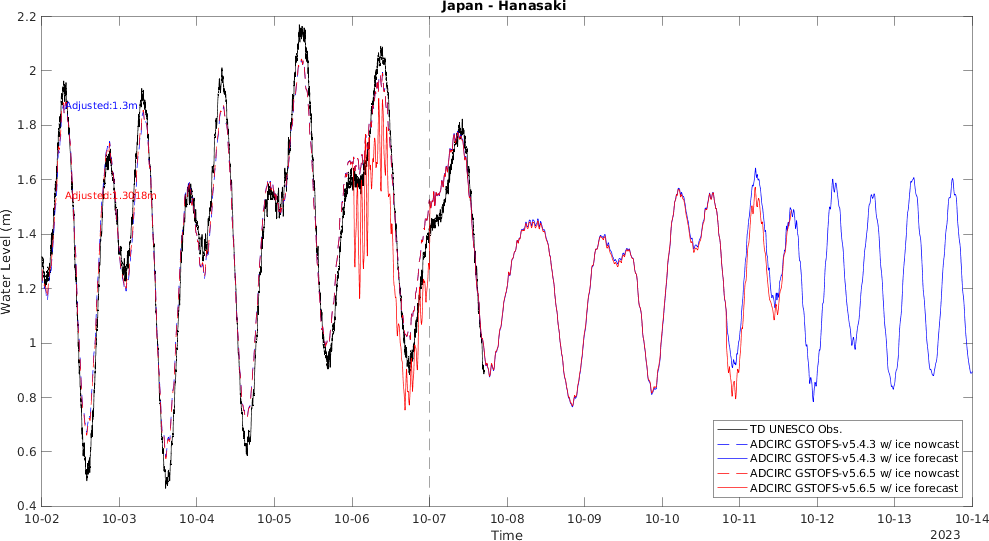 Japan - Hanasaki
2.2
2
1.8
1.6
1.4
1.2
1
0.8
0.6
0.4
Water Level (m)
Adjusted:1.3m
Adjusted:1.3018m
TD UNESCO Obs.
ADCIRC GSTOFS-v5.4.3 w/ ice nowcast
ADCIRC GSTOFS-v5.4.3 w/ ice forecast
ADCIRC GSTOFS-v5.6.5 w/ ice nowcast
ADCIRC GSTOFS-v5.6.5 w/ ice forecast
10-02 10-03 10-04 10-05 10-06 10-07 10-08 10-09 10-10 10-11 10-12 10-13 10-14
Time
2023